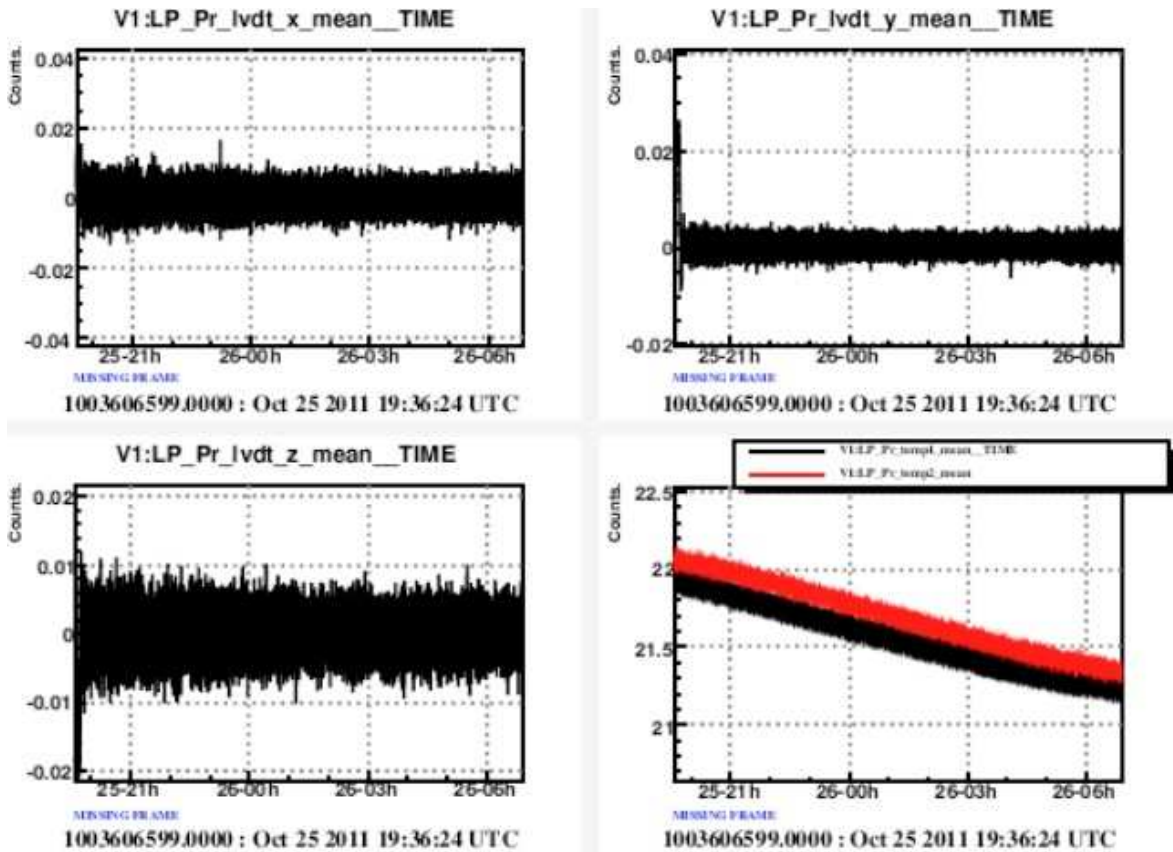 V1:LP_Pr_lvdt_x_mean__TIME
Counts.
0.04
0.02
0
-0.02
-0.04
25-21h 26-00h 26-03h 26-06h
MISSING FRAME
1003606599.0000 : Oct 25 2011 19:36:24 UTC
V1:LP_Pr_lvdt_y_mean__TIME
Counts.
0.04
0.02
0
-0.02
25-21h 26-00h 26-03h 26-06h
MISSING FRAME
1003606599.0000 : Oct 25 2011 19:36:24 UTC
V1:LP_Pr_lvdt_z_mean__TIME
Counts.
0.02
0.01
0
-0.01
-0.02
25-21h 26-00h 26-03h 26-06h
MISSING FRAME
1003606599.0000 : Oct 25 2011 19:36:24 UTC
V1:LP_Pr_temp1_mean__TIME
V1:LP_Pr_temp2_mean
Counts.
22.5
22
21.5
21
25-21h 26-00h 26-03h 26-06h
MISSING FRAME
1003606599.0000 : Oct 25 2011 19:36:24 UTC